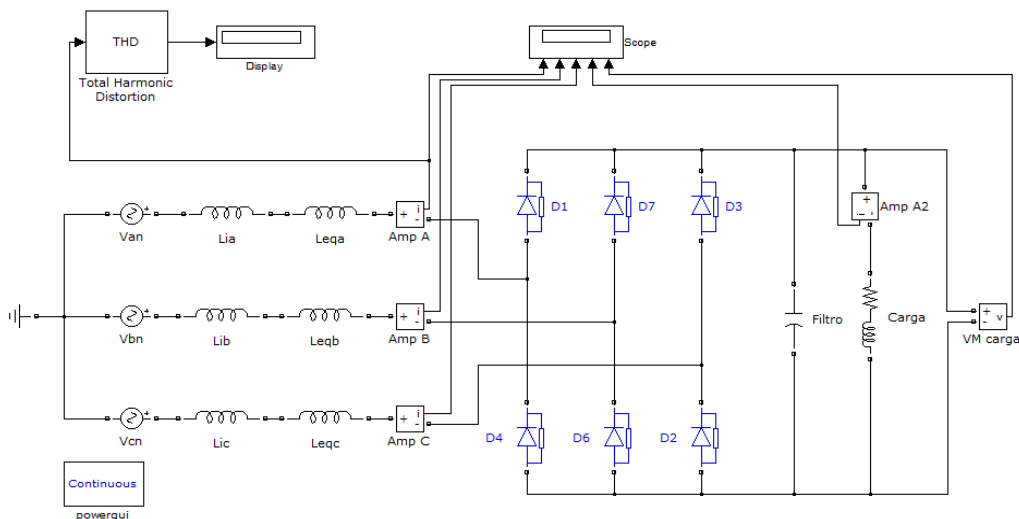 THD
Total Harmonic
Distortion
Display
Scope
Van
Lia
Leqa
+
i
-
Amp A
D1
D7
D3
+
i
-
Amp A2
Vbn
Lib
Leqb
+
i
-
Amp B
Filtro
Carga
+
-
v
VM carga
Vcn
Lic
Leqc
+
i
-
Amp C
D4
D6
D2
Continuous
powergui